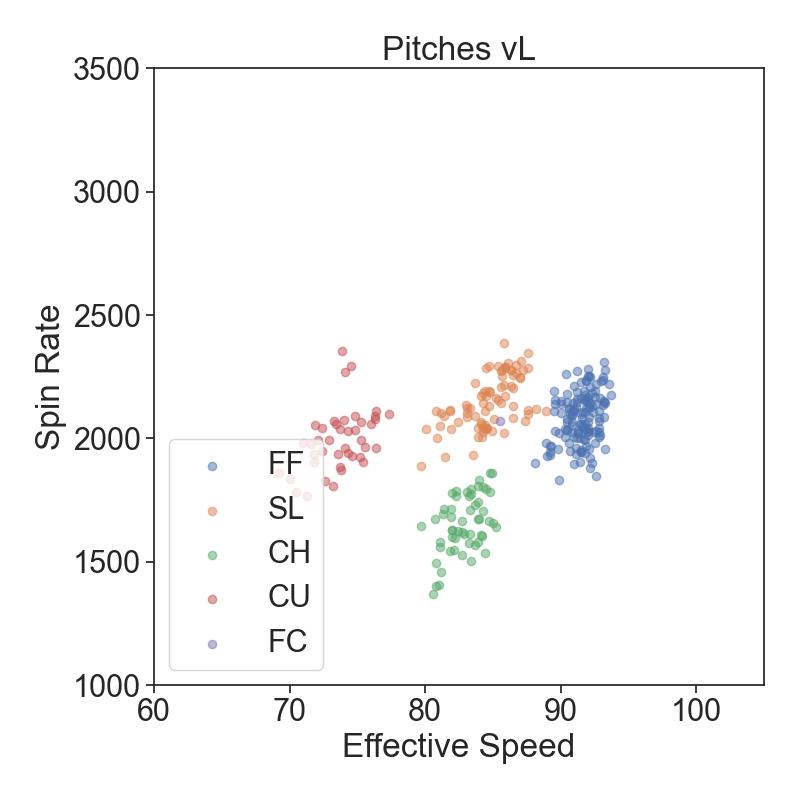 Pitches vL
3500
3000
2500
2000
1500
1000
Spin Rate
FF
SL
CH
CU
FC
60 70 80 90 100
Effective Speed